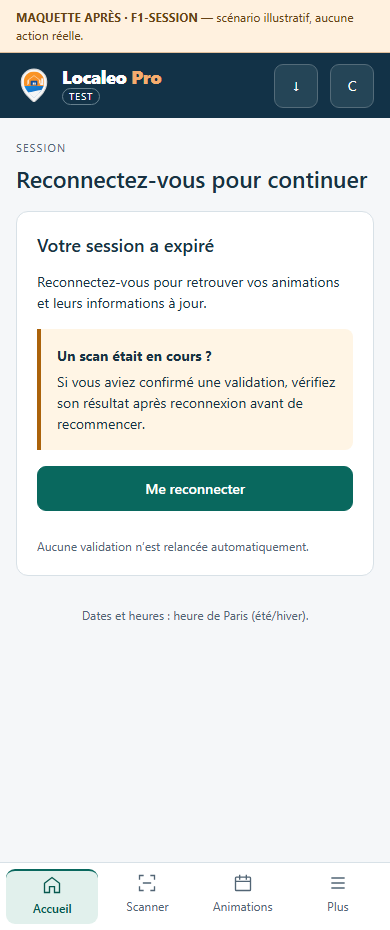 MAQUETTE APRÈS · F1-SESSION — scénario illustratif, aucune
action réelle.
Localeo Pro
TEST
↓
C
SESSION
Reconnectez-vous pour continuer
Votre session a expiré
Reconnectez-vous pour retrouver vos animations
et leurs informations à jour.
Un scan était en cours ?
Si vous aviez confirmé une validation, vérifiez
son résultat après reconnexion avant de
recommencer.
Me reconnecter
Aucune validation n'est relancée automatiquement.
Dates et heures : heure de Paris (été/hiver).
Accueil
Scanner
Animations
Plus